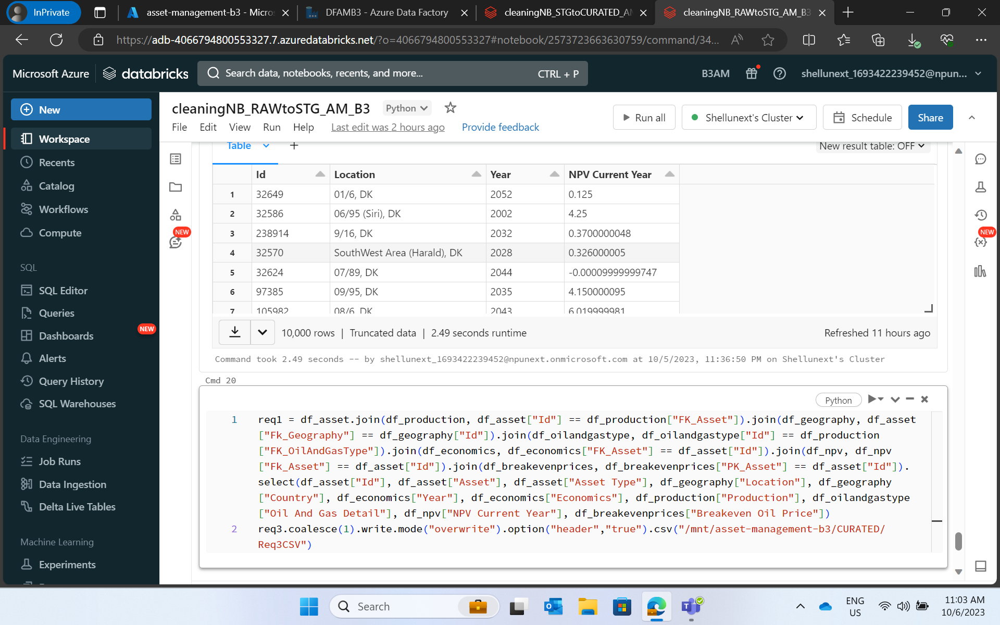 InPrivate
asset-management-b3 - Micros
DFAMB3 - Azure Data Factory
cleaningNB_STGtoCURATED_AM
cleaningNB_RAWtoSTG_AM_B3
https://adb-4066794800553327.7.azuredatabricks.net/?o=4066794800553327#notebook/2573723663630759/command/34...
Microsoft Azure
databricks
Search data, notebooks, recents, and more...
CTRL + P
B3AM
shellunext_1693422239452@npun...
New
Workspace
Recents
Catalog
Workflows
Compute
SQL
SQL Editor
Queries
Dashboards
NEW
Alerts
Query History
SQL Warehouses
Data Engineering
Job Runs
Data Ingestion
Delta Live Tables
Machine Learning
Experiments
cleaningNB_RAWtoSTG_AM_B3
Python
File Edit View Run Help Last edit was 2 hours ago Provide feedback
Run all
Shellunext's Cluster
Schedule
Share
NEW
NEW
Table
+
New result table: OFF
Id Location Year NPV Current Year
1 32649 01/6, DK 2052 0.125
2 32586 06/95 (Siri), DK 2002 4.25
3 238914 9/16, DK 2032 0.3700000048
4 32570 SouthWest Area (Harald), DK 2028 0.326000005
5 32624 07/89, DK 2044 -0.00009999999747
6 97385 09/95, DK 2035 4.150000095
7 105982 08/6, DK 2043 6.019999981
10,000 rows | Truncated data | 2.49 seconds runtime
Refreshed 11 hours ago
Command took 2.49 seconds -- by shellunext_1693422239452@npunext.onmicrosoft.com at 10/5/2023, 11:36:50 PM on Shellunext's Cluster
Cmd 20
Python
1 req1 = df_asset.join(df_production, df_asset["Id"] == df_production["FK_Asset"]).join(df_geography, df_asset
["Fk_Geography"] == df_geography["Id"]).join(df_oilandgastype, df_oilandgastype["Id"] == df_production
["FK_OilAndGasType"]).join(df_economics, df_economics["FK_Asset"] == df_asset["Id"]).join(df_npv, df_npv
["Fk_Asset"] == df_asset["Id"]).join(df_breakevenprices, df_breakevenprices["PK_Asset"] == df_asset["Id"]).
select(df_asset["Id"], df_asset["Asset"], df_asset["Asset Type"], df_geography["Location"], df_geography
["Country"], df_economics["Year"], df_economics["Economics"], df_production["Production"], df_oilandgastype
["Oil And Gas Detail"], df_npv["NPV Current Year"], df_breakevenprices["Breakeven Oil Price"])
2 req3.coalesce(1).write.mode("overwrite").option("header","true").csv("/mnt/asset-management-b3/CURATED/
Req3CSV")
Search
ENG
US
11:03 AM
10/6/2023